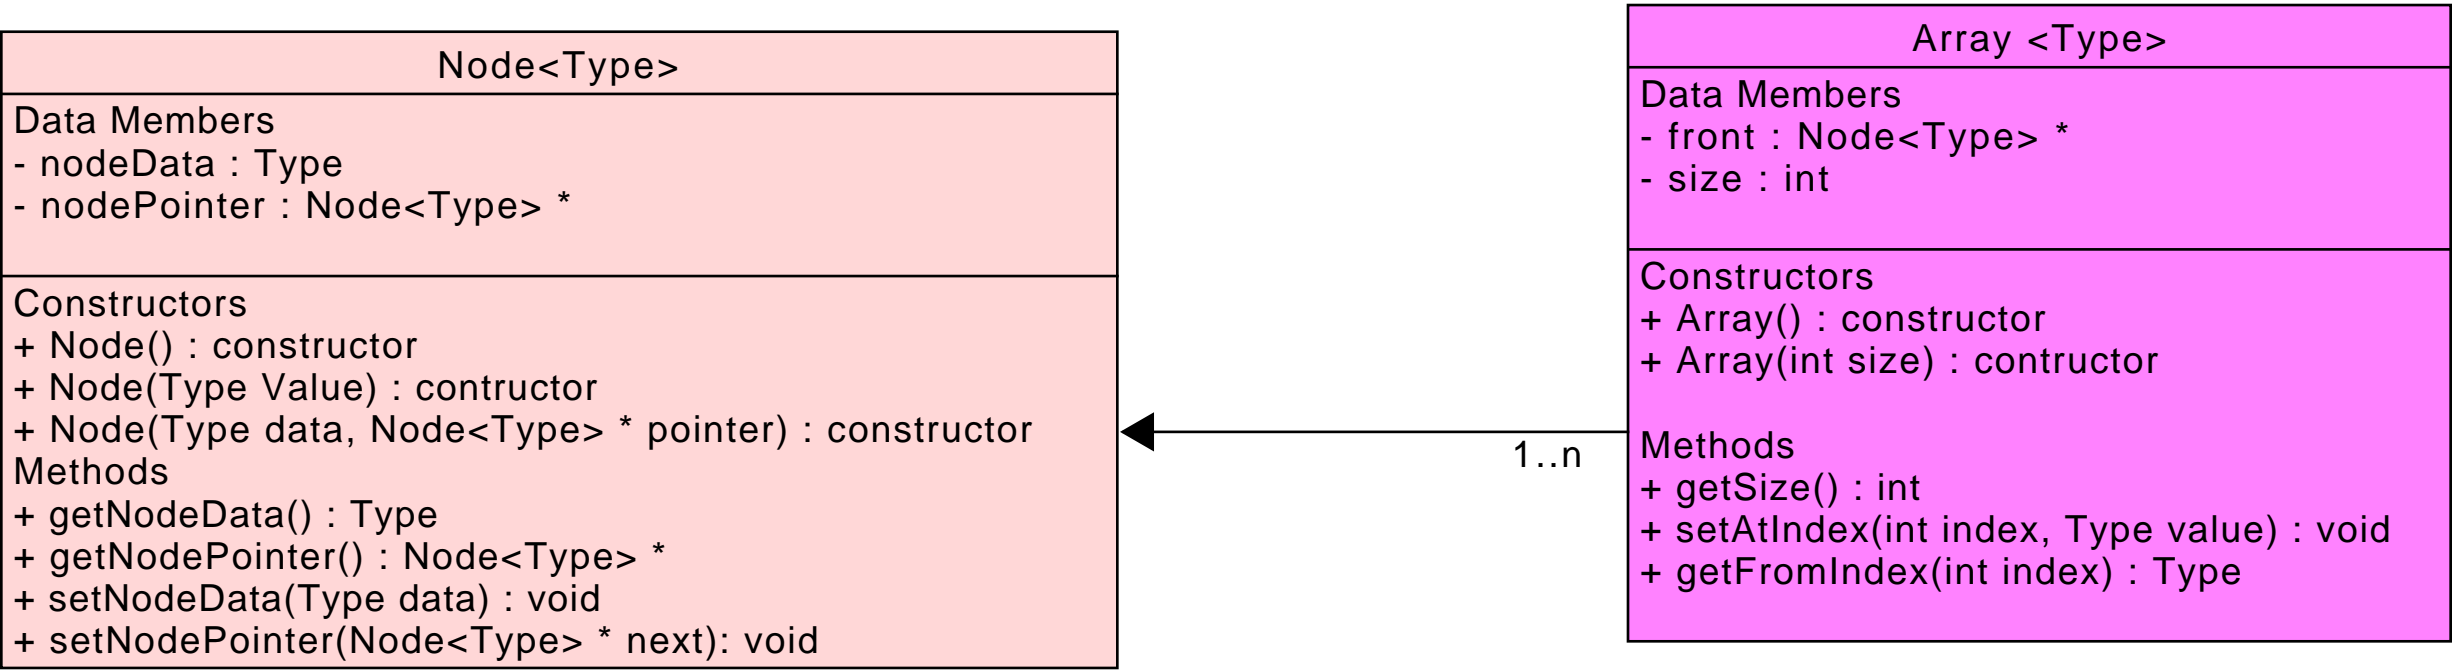 Node<Type>
Data Members
- nodeData : Type
- nodePointer : Node<Type> *
Constructors
+ Node() : constructor
+ Node(Type Value) : contructor
+ Node(Type data, Node<Type> * pointer) : constructor
Methods
+ getNodeData() : Type
+ getNodePointer() : Node<Type> *
+ setNodeData(Type data) : void
+ setNodePointer(Node<Type> * next): void
1..n
Array <Type>
Data Members
- front : Node<Type> *
- size : int
Constructors
+ Array() : constructor
+ Array(int size) : contructor
Methods
+ getSize() : int
+ setAtIndex(int index, Type value) : void
+ getFromIndex(int index) : Type